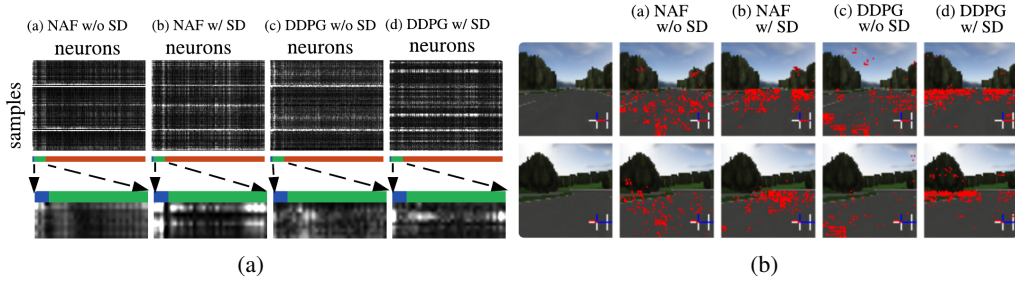 (a) NAF w/o SD (b) NAF w/ SD (c) DDPG w/o SD (d) DDPG w/ SD
neurons neurons neurons neurons
samples
(a)
(a) NAF (b) NAF (c) DDPG (d) DDPG
w/o SD w/ SD w/o SD w/ SD
(b)